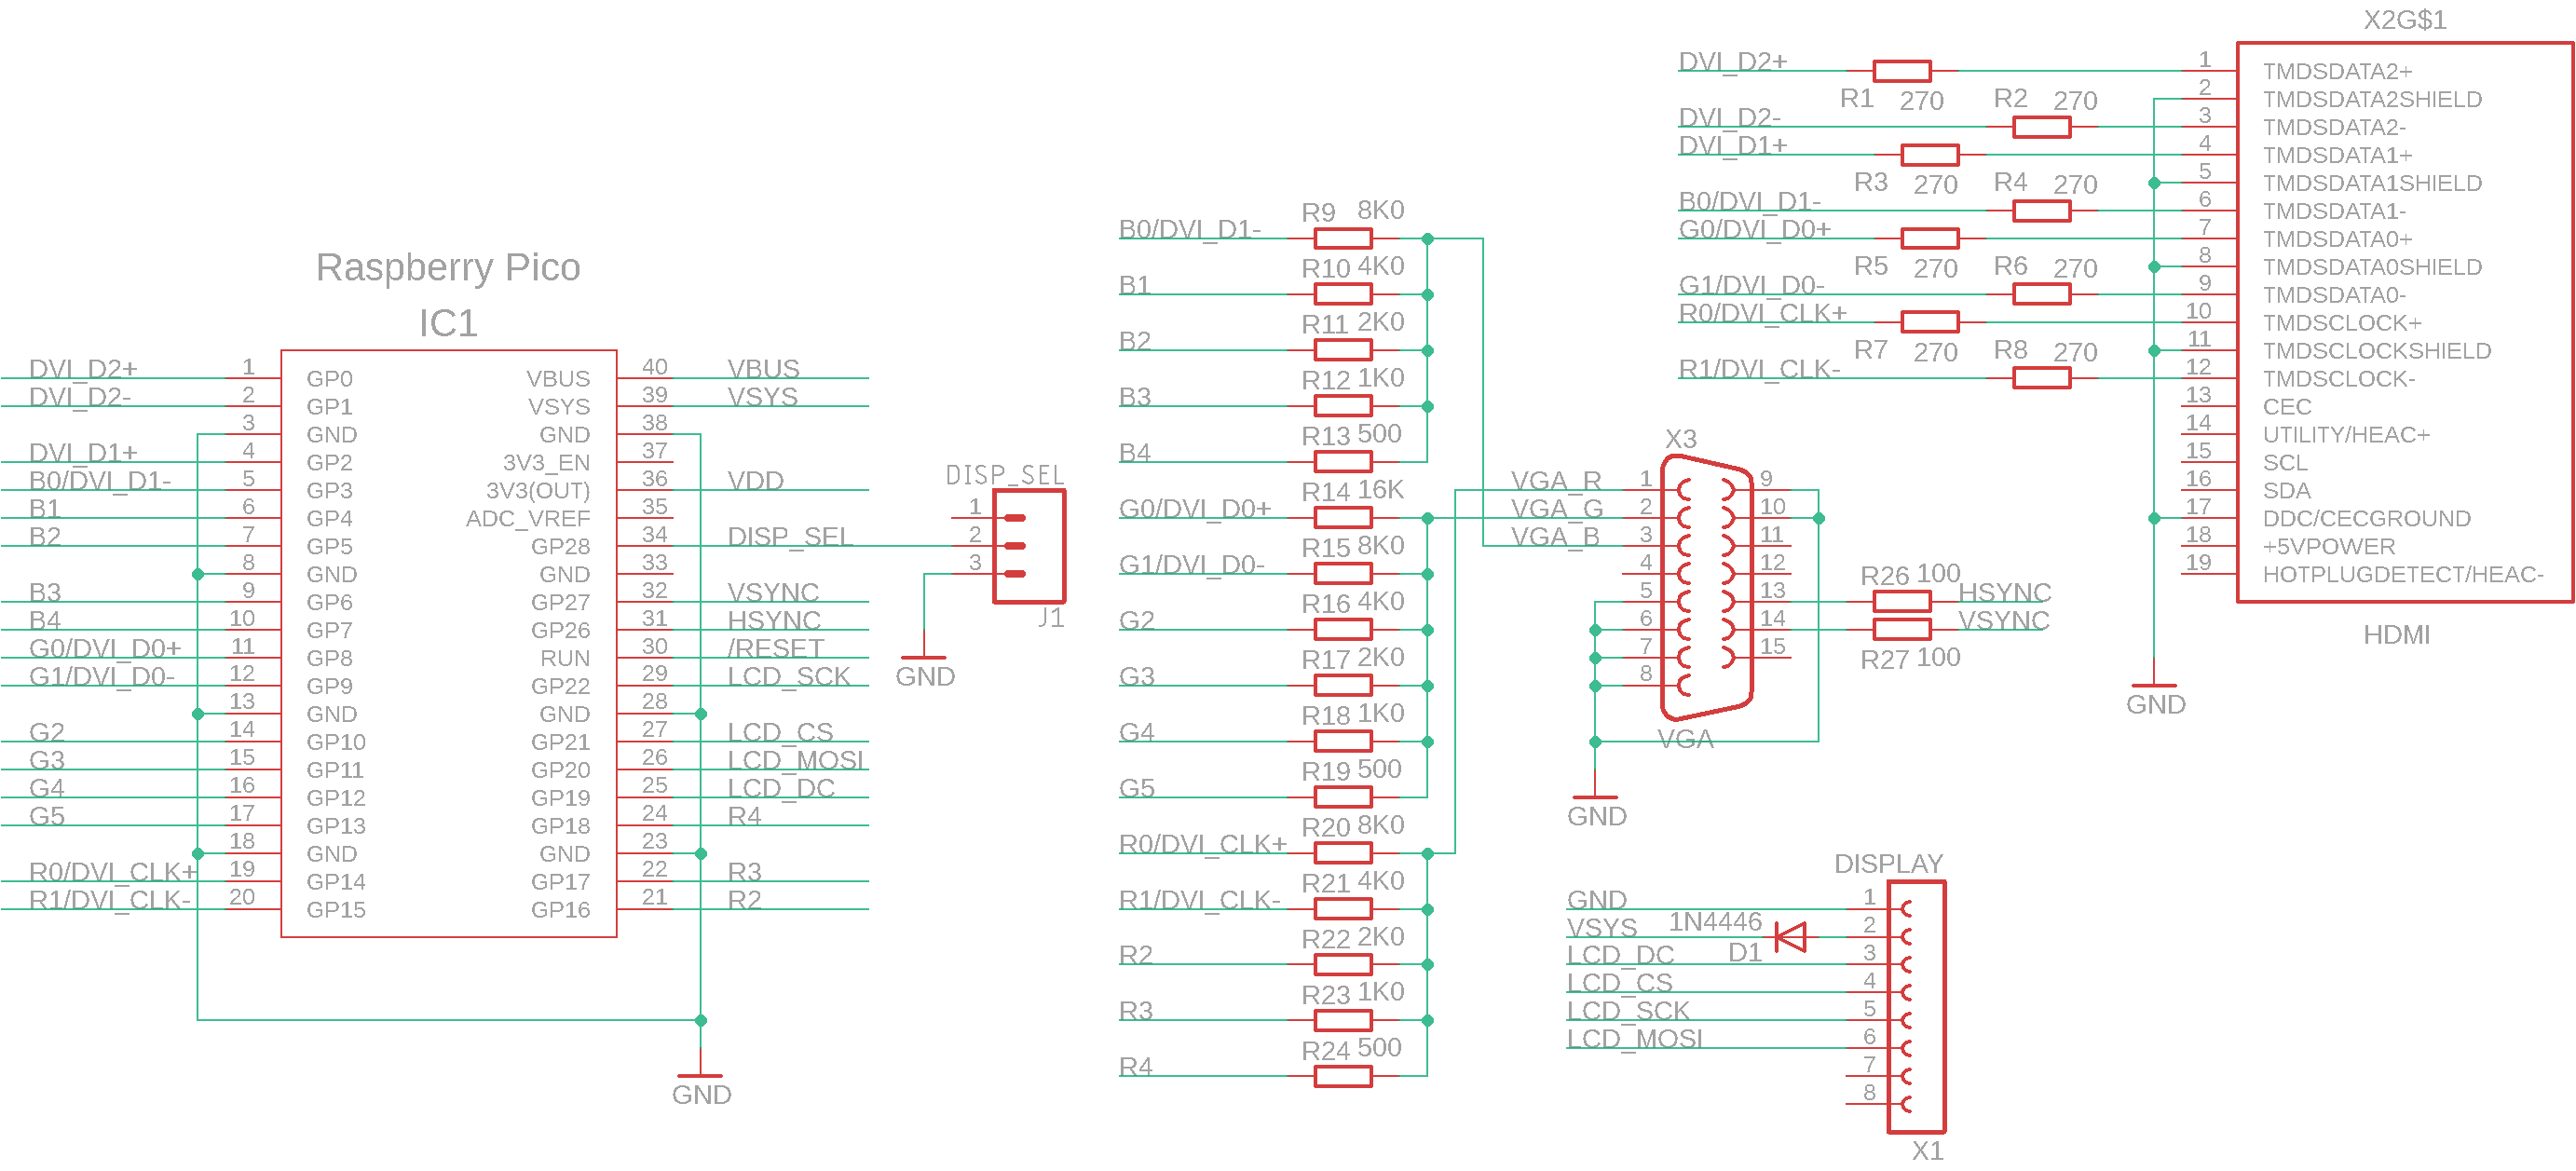 Raspberry Pico
IC1
DVI_D2+ 1 GP0 VBUS 40 VBUS
DVI_D2- 2 GP1 VSYS 39 VSYS
3 GND GND 38
DVI_D1+ 4 GP2 3V3_EN 37
B0/DVI_D1- 5 GP3 3V3(OUT) 36 VDD
B1 6 GP4 ADC_VREF 35
B2 7 GP5 GP28 34 DISP_SEL
8 GND GND 33
B3 9 GP6 GP27 32 VSYNC
B4 10 GP7 GP26 31 HSYNC
G0/DVI_D0+ 11 GP8 RUN 30 /RESET
G1/DVI_D0- 12 GP9 GP22 29 LCD_SCK
13 GND GND 28
G2 14 GP10 GP21 27 LCD_CS
G3 15 GP11 GP20 26 LCD_MOSI
G4 16 GP12 GP19 25 LCD_DC
G5 17 GP13 GP18 24 R4
18 GND GND 23
R0/DVI_CLK+ 19 GP14 GP17 22 R3
R1/DVI_CLK- 20 GP15 GP16 21 R2
GND
DISP_SEL
1
2
3
J1
GND
B0/DVI_D1- R9 8K0
B1 R10 4K0
B2 R11 2K0
B3 R12 1K0
B4 R13 500
G0/DVI_D0+ R14 16K
G1/DVI_D0- R15 8K0
G2 R16 4K0
G3 R17 2K0
G4 R18 1K0
G5 R19 500
R0/DVI_CLK+ R20 8K0
R1/DVI_CLK- R21 4K0
R2 R22 2K0
R3 R23 1K0
R4 R24 500
X3
VGA_R 1 9
VGA_G 2 10
VGA_B 3 11
4 12
5 13 R26 100 HSYNC
6 14 R27 100 VSYNC
7 15
8
VGA
GND
X2G$1
DVI_D2+ R1 270 1 TMDSDATA2+
2 TMDSDATA2SHIELD
DVI_D2- R2 270 3 TMDSDATA2-
DVI_D1+ R3 270 4 TMDSDATA1+
5 TMDSDATA1SHIELD
B0/DVI_D1- R4 270 6 TMDSDATA1-
G0/DVI_D0+ R5 270 7 TMDSDATA0+
8 TMDSDATA0SHIELD
G1/DVI_D0- R6 270 9 TMDSDATA0-
R0/DVI_CLK+ R7 270 10 TMDSCLOCK+
11 TMDSCLOCKSHIELD
R1/DVI_CLK- R8 270 12 TMDSCLOCK-
13 CEC
14 UTILITY/HEAC+
15 SCL
16 SDA
17 DDC/CECGROUND
18 +5VPOWER
19 HOTPLUGDETECT/HEAC-
HDMI
GND
DISPLAY
GND 1
VSYS 1N4446 D1 2
LCD_DC 3
LCD_CS 4
LCD_SCK 5
LCD_MOSI 6
7
8
X1